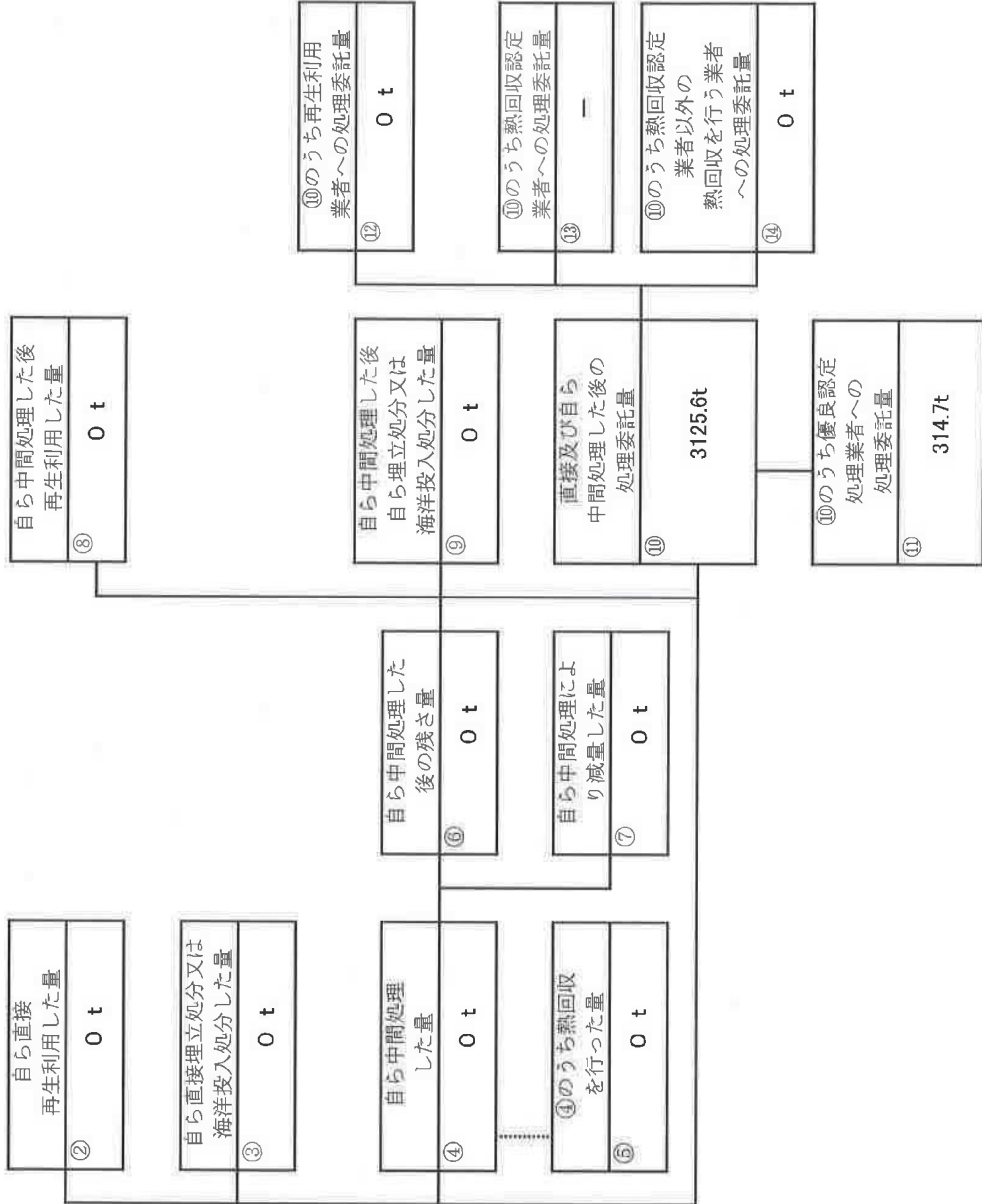 自ら直接
再生利用した量
②
0 t
自ら直接埋立処分又は
海洋投入処分した量
③
0 t
自ら中間処理
した量
④
0 t
④のうち熱回収
を行った量
⑤
0 t
自ら中間処理した
後の残さ量
⑥
0 t
自ら中間処理によ
り減量した量
⑦
0 t
自ら中間処理した後
再生利用した量
⑧
0 t
自ら中間処理した後
自ら埋立処分又は
海洋投入処分した量
⑨
0 t
直接及び自ら
中間処理した後の
処理委託量
⑩
3125.6t
⑩のうち優良認定
処理業者への
処理委託量
⑪
314.7t
⑩のうち再生利用
業者への処理委託量
⑫
0 t
⑩のうち熱回収認定
業者への処理委託量
⑬
－
⑩のうち熱回収認定
業者以外の
熱回収を行う業者
への処理委託量
⑭
0 t